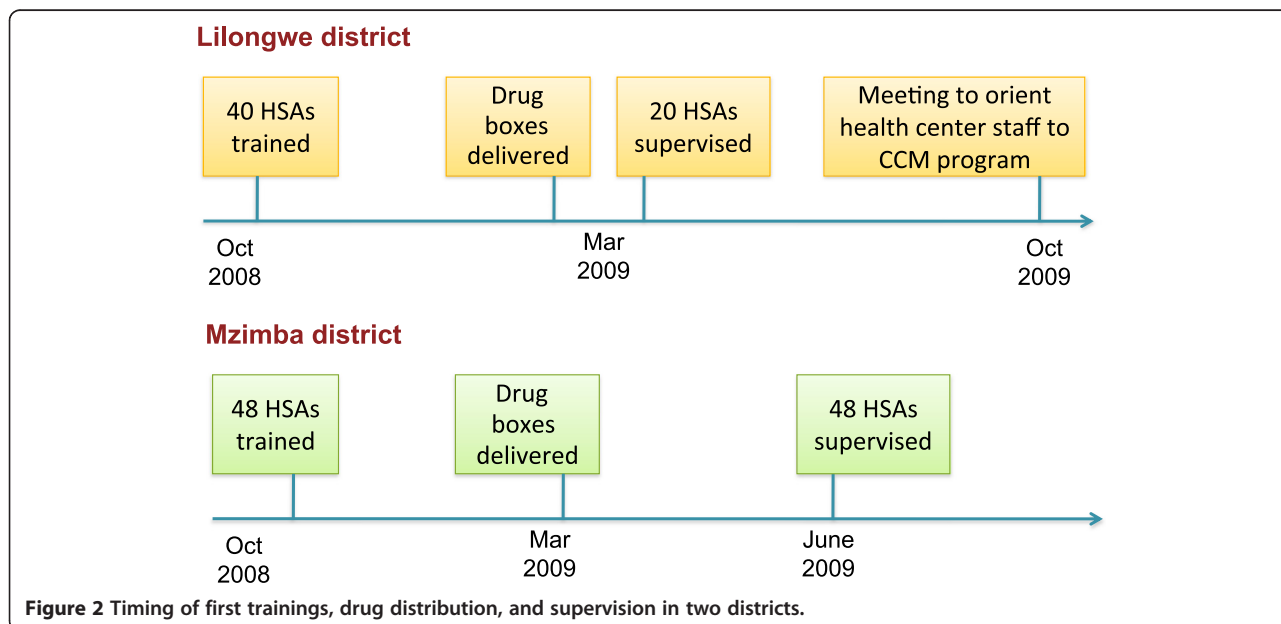 Lilongwe district
40 HSAs
trained
Drug
boxes
delivered
20 HSAs
supervised
Meeting to orient
health center staff to
CCM program
Oct
2008
Mar
2009
Oct
2009
Mzimba district
48 HSAs
trained
Drug
boxes
delivered
48 HSAs
supervised
Oct
2008
Mar
2009
June
2009
Figure 2 Timing of first trainings, drug distribution, and supervision in two districts.